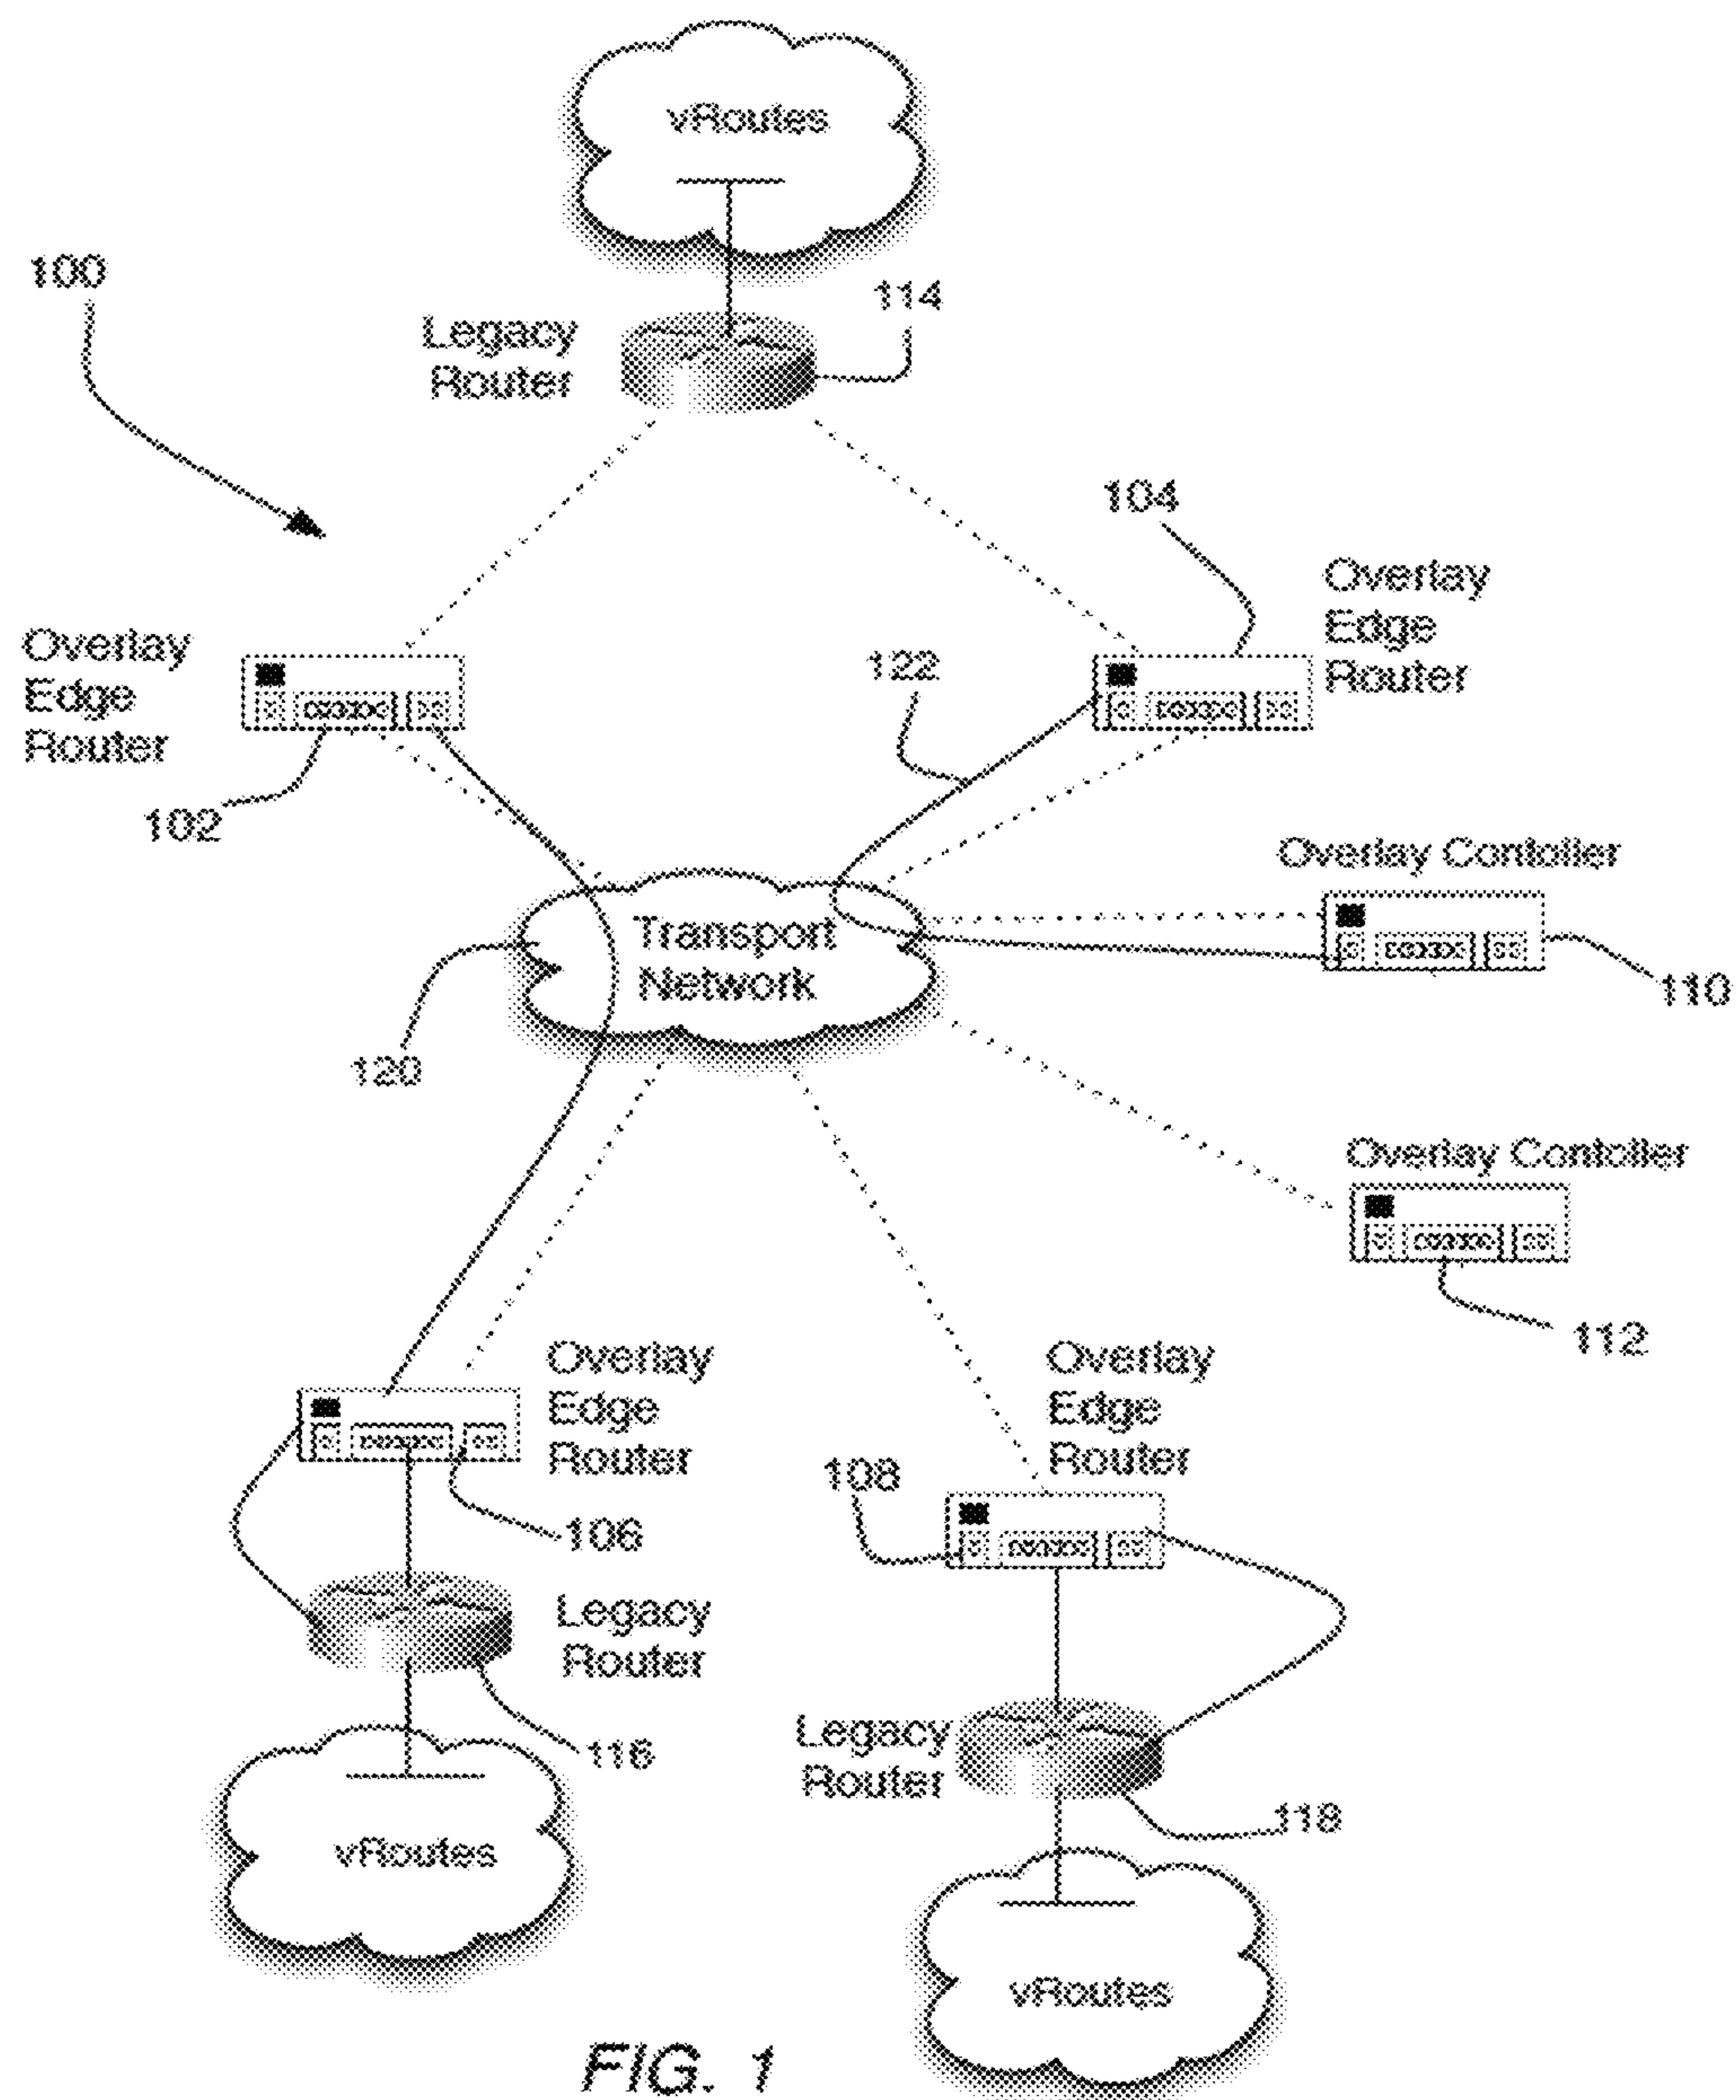 vRoutes
100
114
Legacy
Router
104
Overlay
Edge
Router
122
Overlay
Edge
Router
102
Overlay Contoller
Transport
Network
110
120
Overlay Contoller
112
Overlay
Edge
Router
Overlay
Edge
Router
108
106
Legacy
Router
116
Legacy
Router
118
vRoutes
vRoutes
FIG. 1